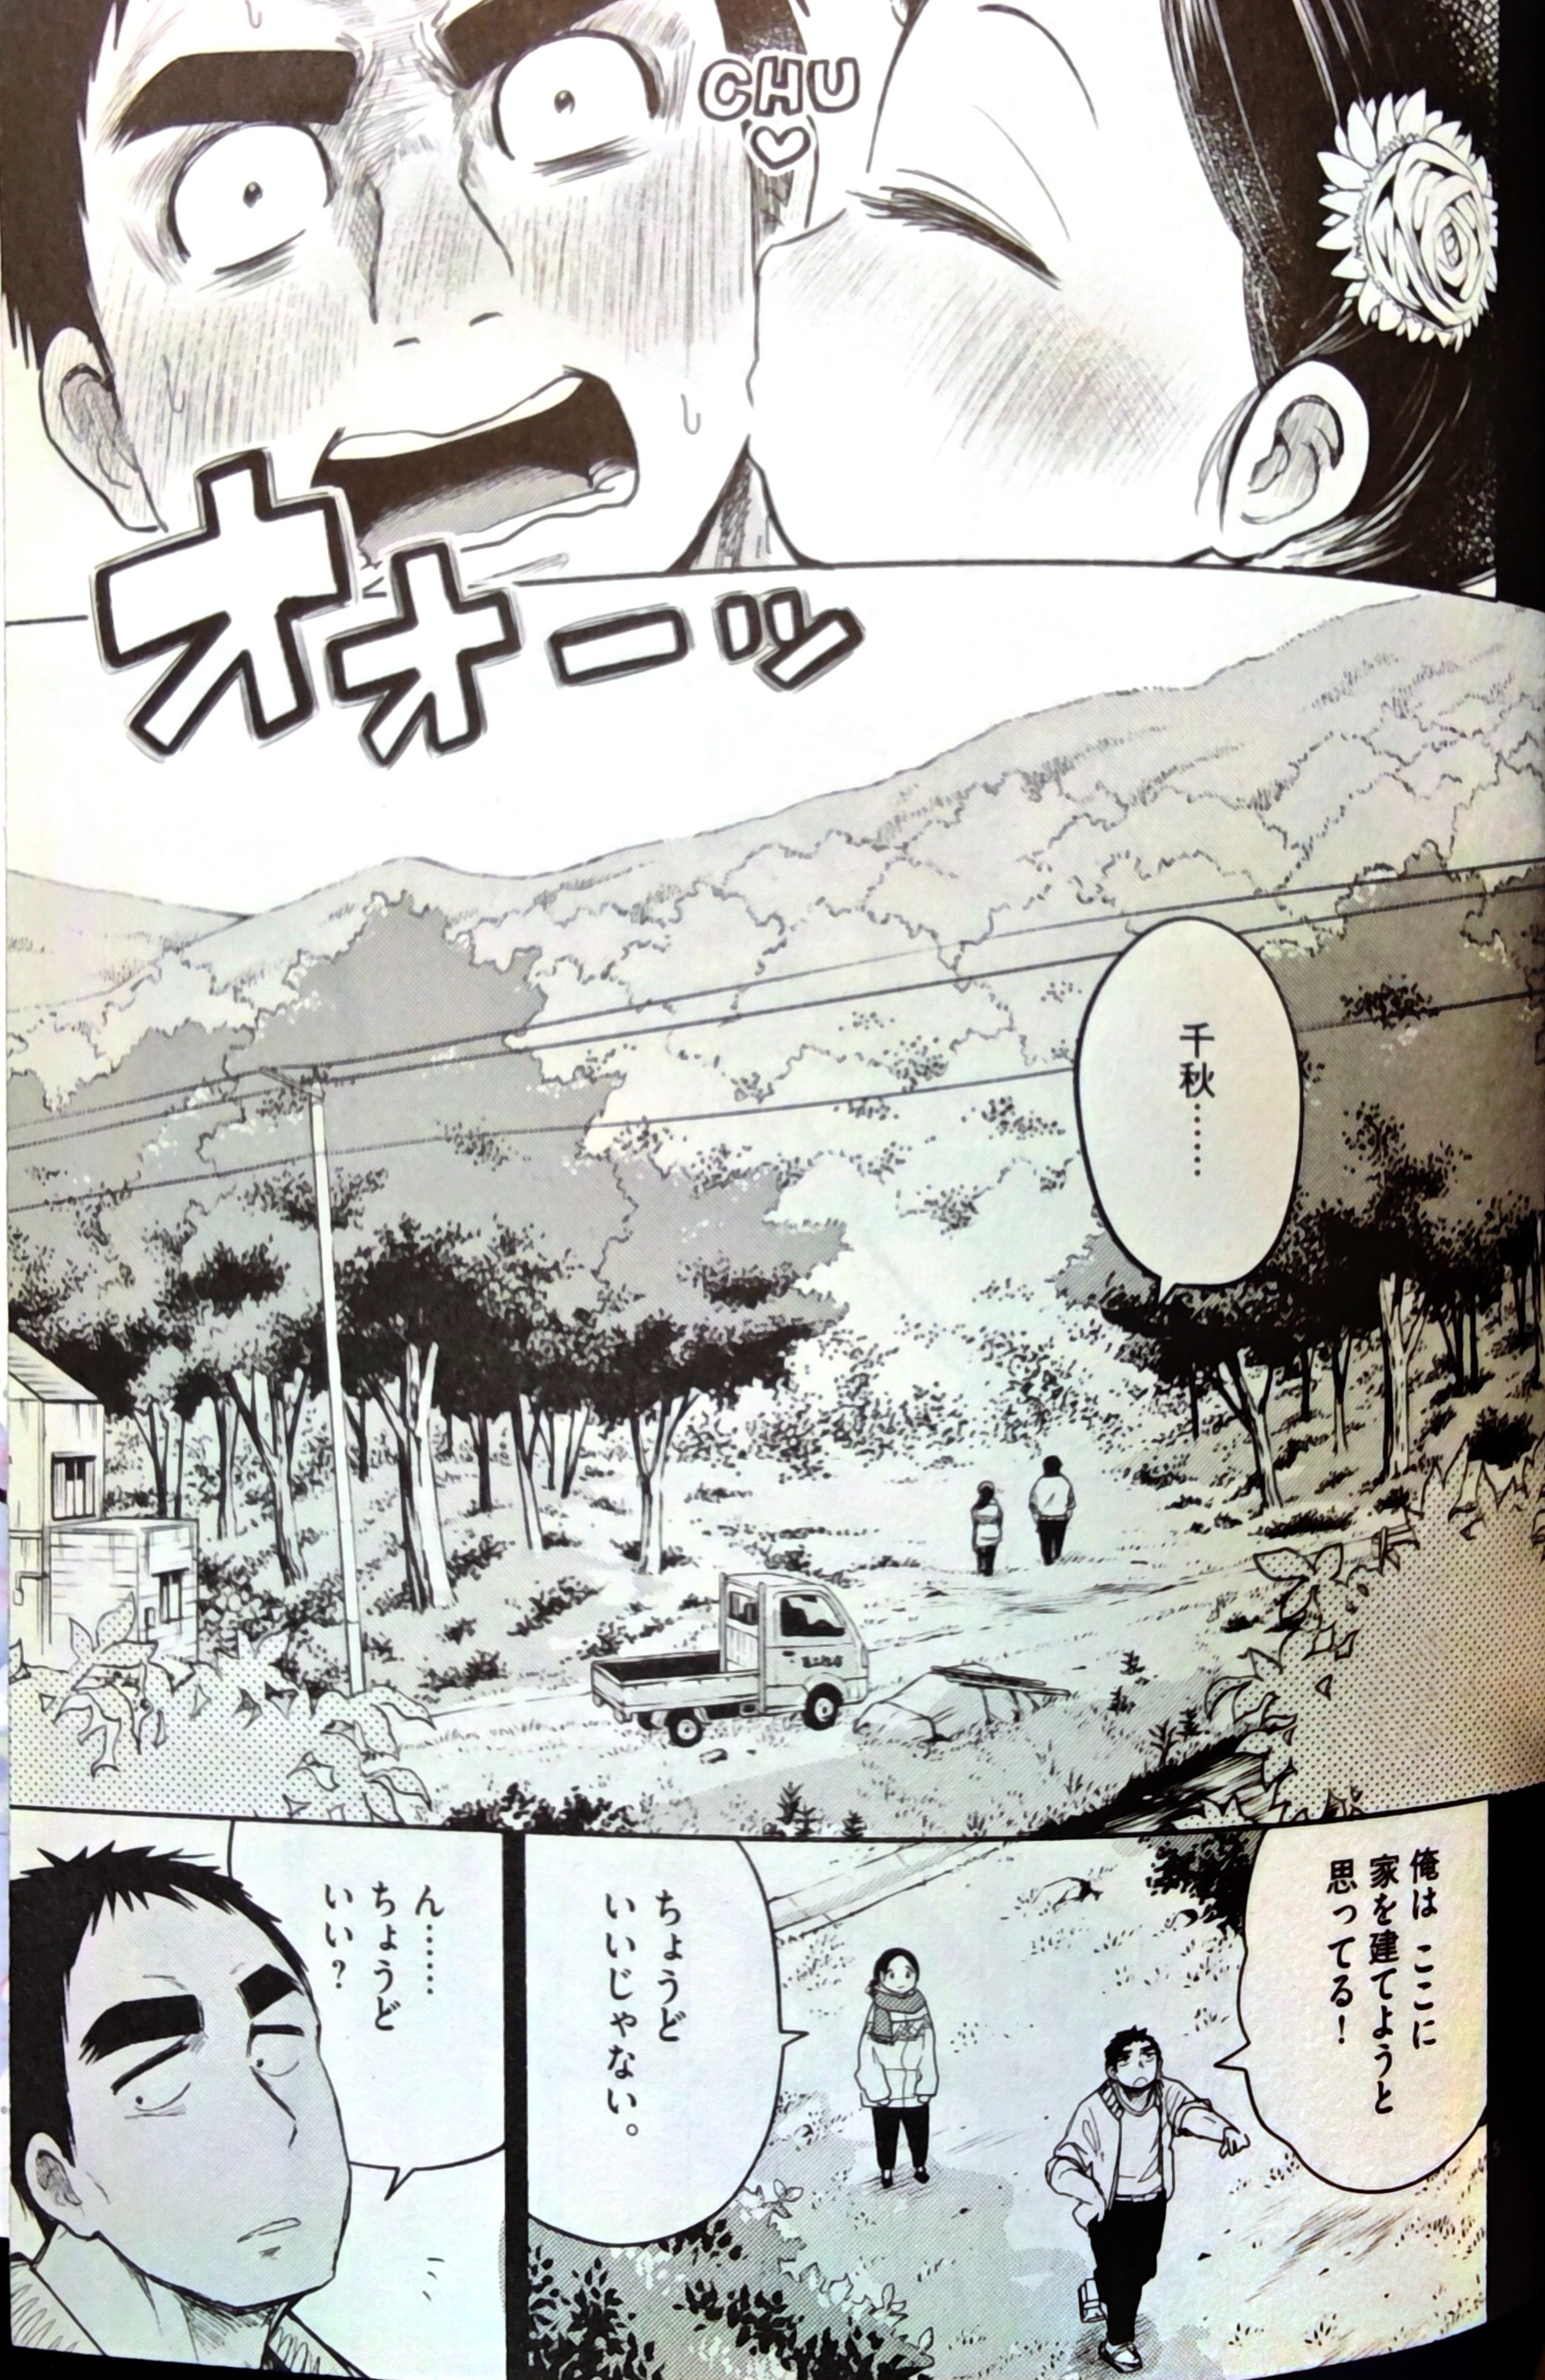 CHU
オオーッ
千秋………
俺は ここに
家を建てようと
思ってる！
ちょうど
いいじゃない。
ん……
ちょうど
いい？